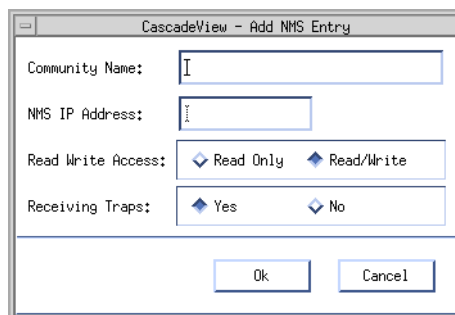 CascadeView - Add NMS Entry
Community Name:
NMS IP Address:
Read Write Access: Read Only Read/Write
Receiving Traps: Yes No
Ok Cancel